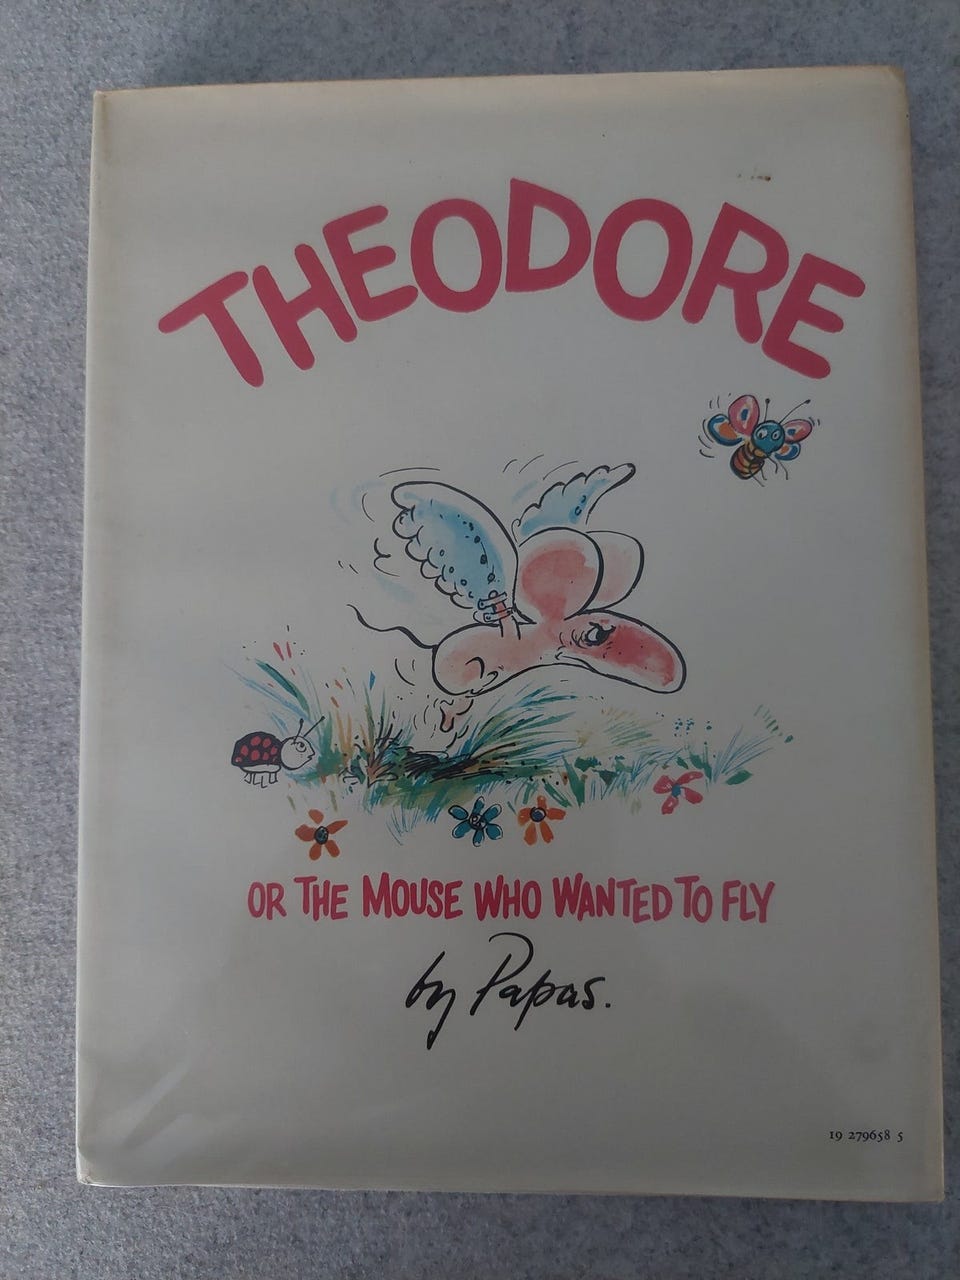 THEODORE
OR THE MOUSE WHO WANTED TO FLY
by Papas.
19 279658 5